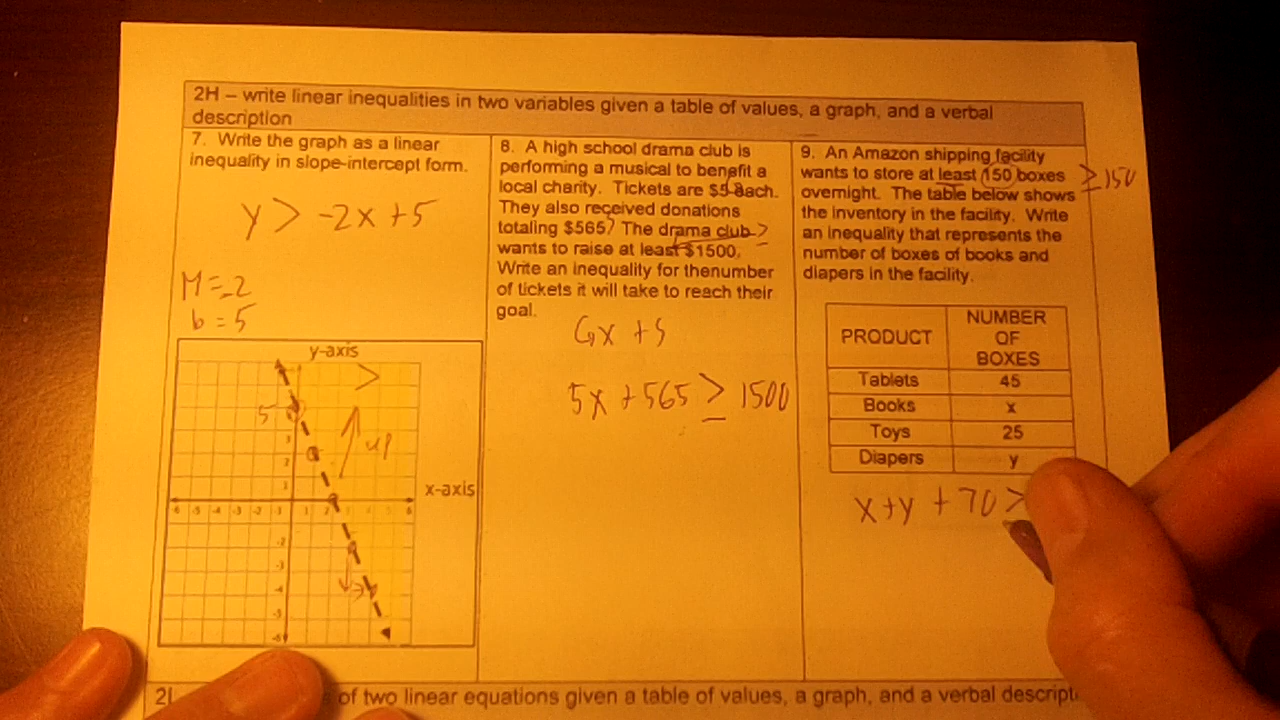 2H – write linear inequalities in two variables given a table of values, a graph, and a verbal
description
7. Write the graph as a linear
inequality in slope-intercept form.
y > -2x + 5
M = -2
b = 5
y-axis
>
5
up
x-axis
8. A high school drama club is
performing a musical to benefit a
local charity. Tickets are $5 each.
They also received donations
totaling $565. The drama club ≥
wants to raise at least $1500.
Write an inequality for thenumber
of tickets it will take to reach their
goal.
5x + 565 ≥ 1500
9. An Amazon shipping facility
wants to store at least 150 boxes ≥ 150
overnight. The table below shows
the inventory in the facility. Write
an inequality that represents the
number of boxes of books and
diapers in the facility.
PRODUCT NUMBER
OF
BOXES
Tablets 45
Books x
Toys 25
Diapers y
x+y + 70 >
of two linear equations given a table of values, a graph, and a verbal